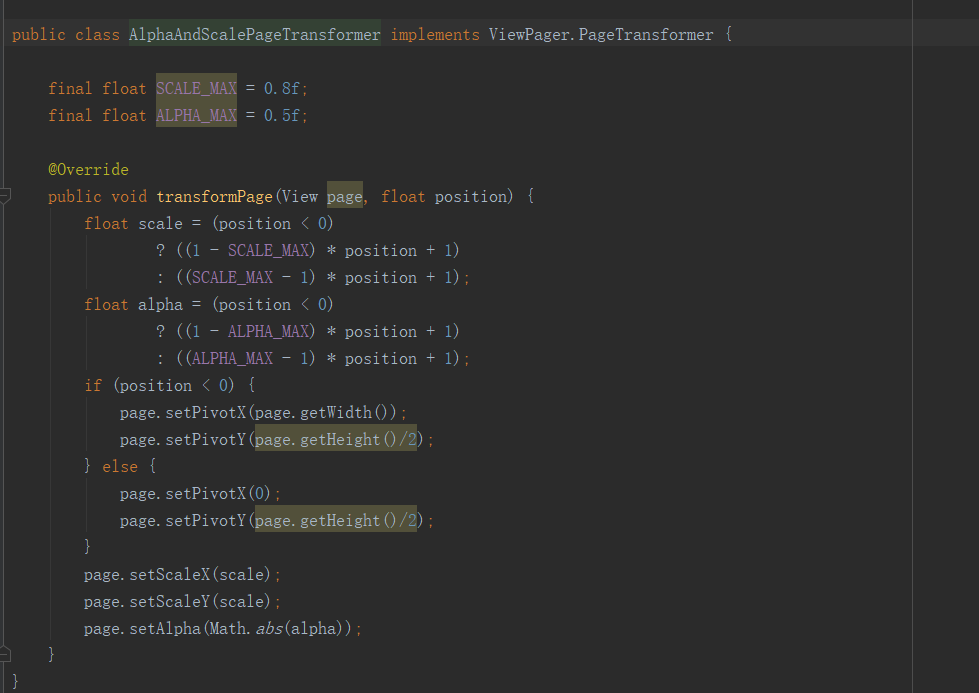 public class AlphaAndScalePageTransformer implements ViewPager.PageTransformer {
final float SCALE_MAX = 0.8f;
final float ALPHA_MAX = 0.5f;
@Override
public void transformPage(View page, float position) {
float scale = (position < 0)
? ((1 - SCALE_MAX) * position + 1)
: ((SCALE_MAX - 1) * position + 1);
float alpha = (position < 0)
? ((1 - ALPHA_MAX) * position + 1)
: ((ALPHA_MAX - 1) * position + 1);
if (position < 0) {
page.setPivotX(page.getWidth());
page.setPivotY(page.getHeight()/2);
} else {
page.setPivotX(0);
page.setPivotY(page.getHeight()/2);
}
page.setScaleX(scale);
page.setScaleY(scale);
page.setAlpha(Math.abs(alpha));
}
}